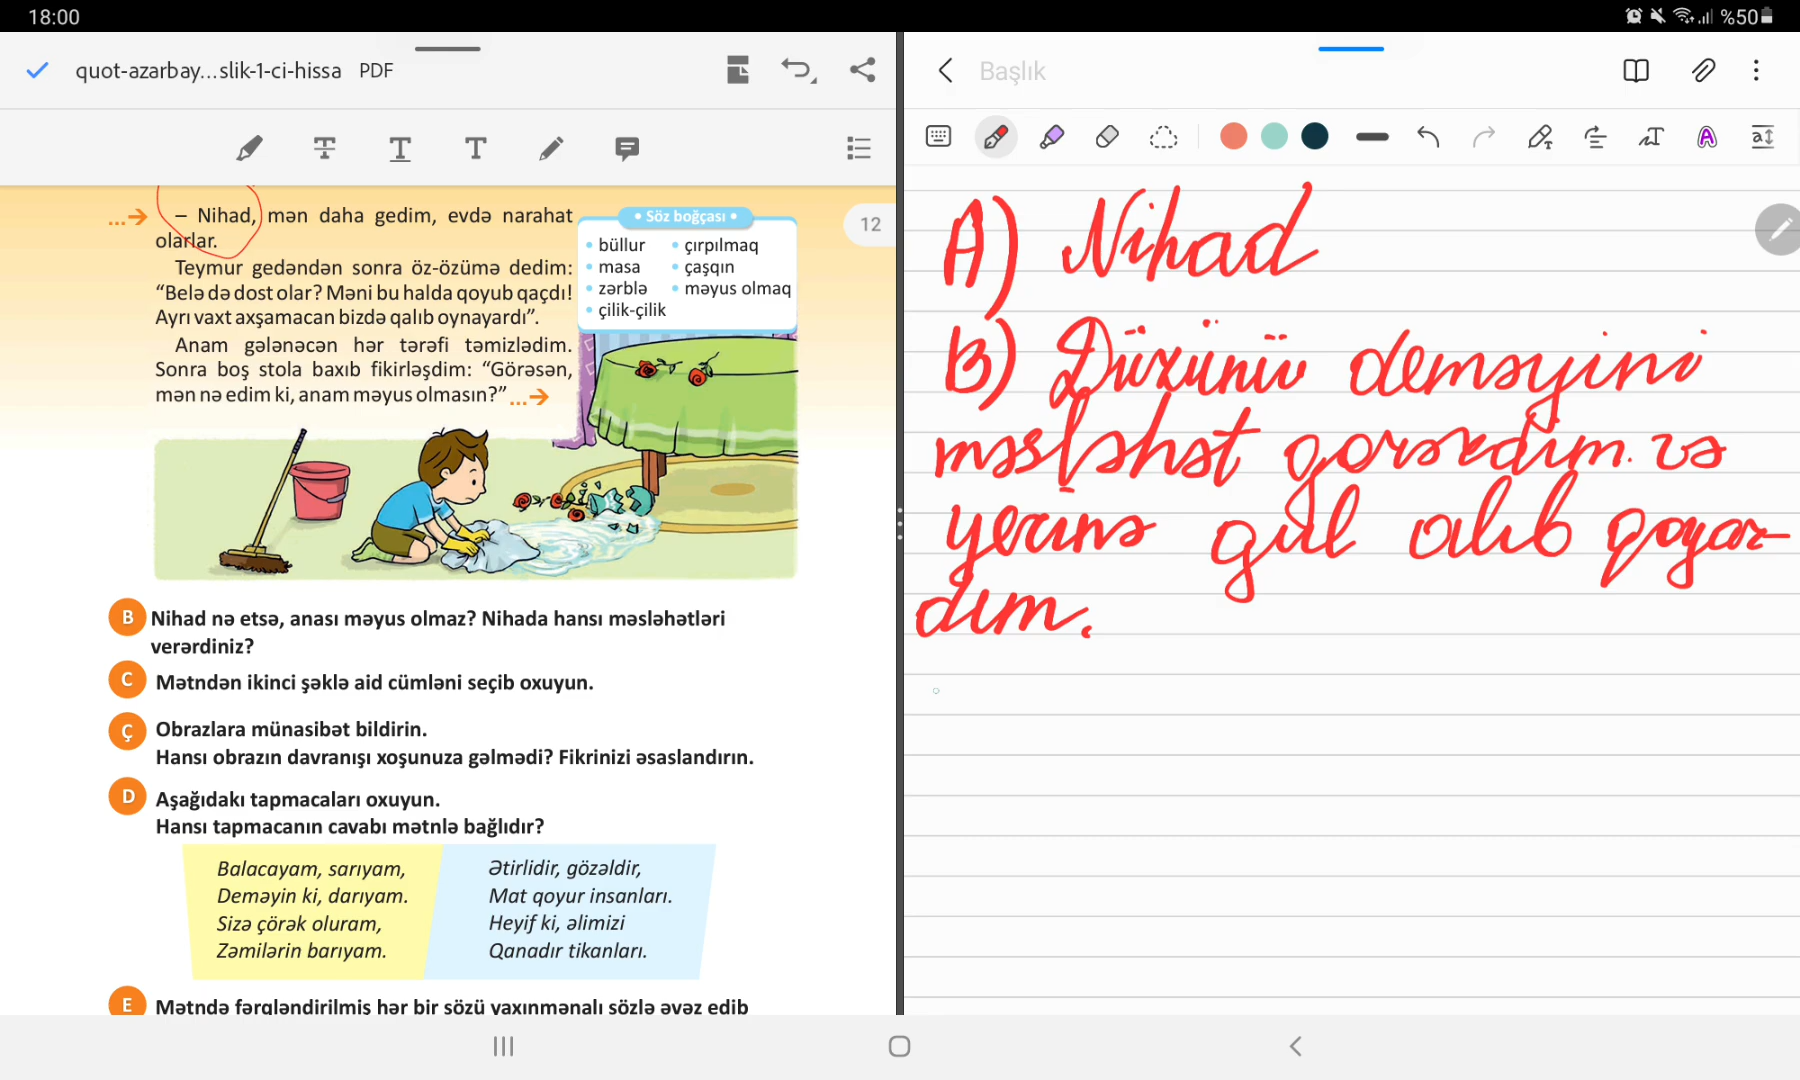 18:00
%50
quot-azarbay...slik-1-ci-hissa PDF
...→ – Nihad, mən daha gedim, evdə narahat
olarlar.
Teymur gedəndən sonra öz-özümə dedim:
“Belə də dost olar? Məni bu halda qoyub qaçdı!
Ayrı vaxt axşamacan bizdə qalıb oynayardı”.
Anam gələnəcən hər tərəfi təmizlədim.
Sonra boş stola baxıb fikirləşdim: “Görəsən,
mən nə edim ki, anam məyus olmasın?” ...→
• Söz boğçası •
• büllur • çırpılmaq
• masa • çaşqın
• zərblə • məyus olmaq
• çilik-çilik
12
B Nihad nə etsə, anası məyus olmaz? Nihada hansı məsləhətləri
verərdiniz?
C Mətndən ikinci şəklə aid cümləni seçib oxuyun.
Ç Obrazlara münasibət bildirin.
Hansı obrazın davranışı xoşunuza gəlmədi? Fikrinizi əsaslandırın.
D Aşağıdakı tapmacaları oxuyun.
Hansı tapmacanın cavabı mətnlə bağlıdır?
Balacayam, sarıyam,
Deməyin ki, darıyam.
Sizə çörək oluram,
Zəmilərin barıyam.
Ətirlidir, gözəldir,
Mat qoyur insanları.
Heyif ki, əlimizi
Qanadır tikanları.
E Mətndə fərqləndirilmiş hər bir sözü yaxınmənalı sözlə əvəz edib
Başlık
A) Nihad
B) Düzünü deməyini
məsləhət görərdim. və
yerinə gül alıb qoyar-
dım.